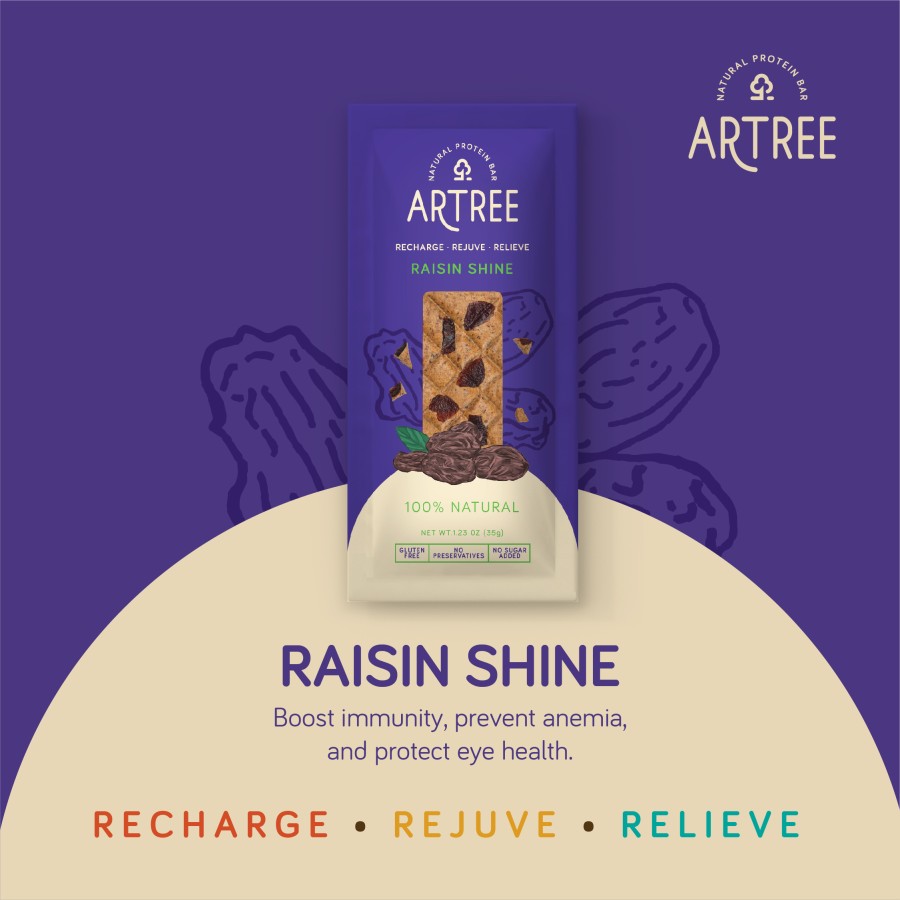 NATURAL PROTEIN BAR
ARTREE
NATURAL PROTEIN BAR
ARTREE
RECHARGE · REJUVE · RELIEVE
RAISIN SHINE
100% NATURAL
NET WT.1.23 OZ (35g)
GLUTEN FREE
NO PRESERVATIVES
NO SUGAR ADDED
RAISIN SHINE
Boost immunity, prevent anemia,
and protect eye health.
RECHARGE • REJUVE • RELIEVE